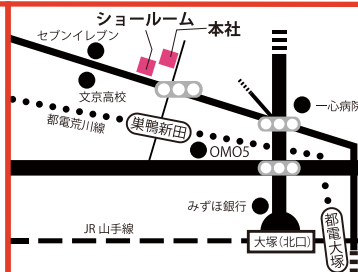 ショールーム
本社
セブンイレブン
文京高校
一心病院
都電荒川線
巣鴨新田
OMO5
みずほ銀行
都電大塚
JR 山手線
大塚（北口）